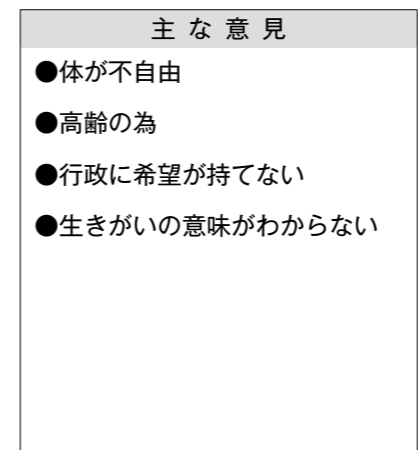 主な意見
●体が不自由
●高齢の為
●行政に希望が持てない
●生きがいの意味がわからない